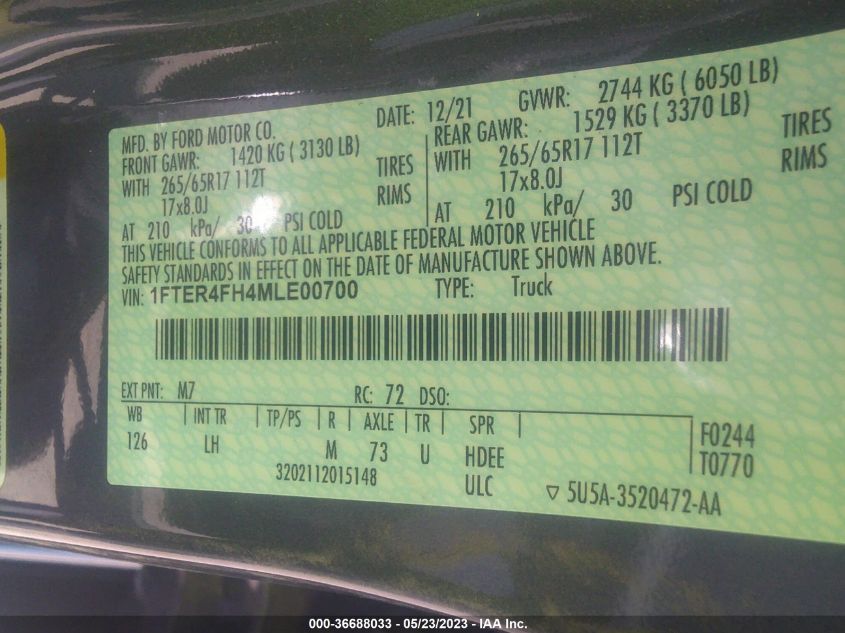 MFD. BY FORD MOTOR CO. DATE: 12/21 GVWR: 2744 KG ( 6050 LB)
FRONT GAWR: 1420 KG ( 3130 LB) REAR GAWR: 1529 KG ( 3370 LB)
WITH 265/65R17 112T TIRES WITH 265/65R17 112T TIRES
17x8.0J RIMS 17x8.0J RIMS
AT 210 kPa/ 30 PSI COLD AT 210 kPa/ 30 PSI COLD
THIS VEHICLE CONFORMS TO ALL APPLICABLE FEDERAL MOTOR VEHICLE
SAFETY STANDARDS IN EFFECT ON THE DATE OF MANUFACTURE SHOWN ABOVE.
VIN: 1FTER4FH4MLE00700 TYPE: Truck
EXT PNT: M7 RC: 72 DSO:
WB INT TR TP/PS R AXLE TR SPR
126 LH M 73 U HDEE F0244
3202112015148 ULC T0770
▽ 5U5A-3520472-AA
000-36688033 - 05/23/2023 - IAA Inc.